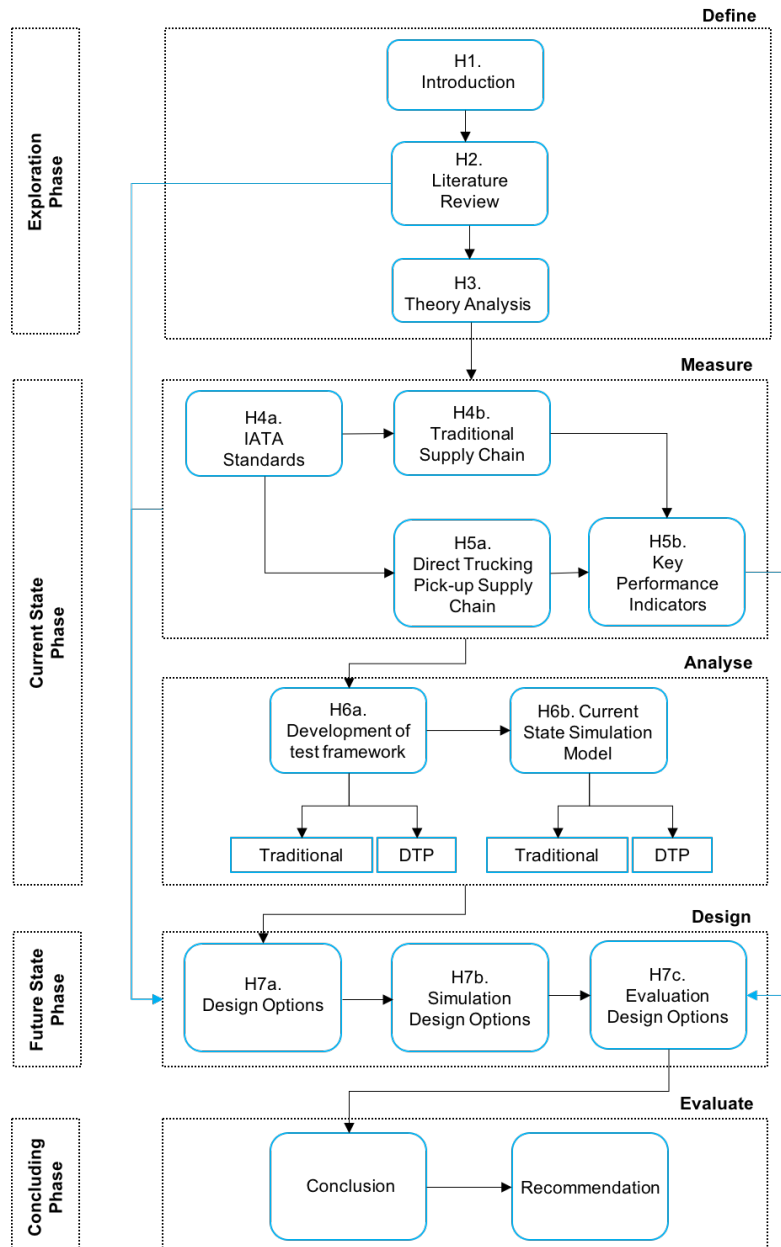 Define
Exploration
Phase
H1.
Introduction
H2.
Literature
Review
H3.
Theory Analysis
Measure
Current State
Phase
H4a.
IATA
Standards
H4b.
Traditional
Supply Chain
H5a.
Direct Trucking
Pick-up Supply
Chain
H5b.
Key
Performance
Indicators
Analyse
H6a.
Development of
test framework
H6b. Current
State Simulation
Model
Traditional
DTP
Traditional
DTP
Design
Future State
Phase
H7a.
Design Options
H7b.
Simulation
Design Options
H7c.
Evaluation
Design Options
Evaluate
Concluding
Phase
Conclusion
Recommendation